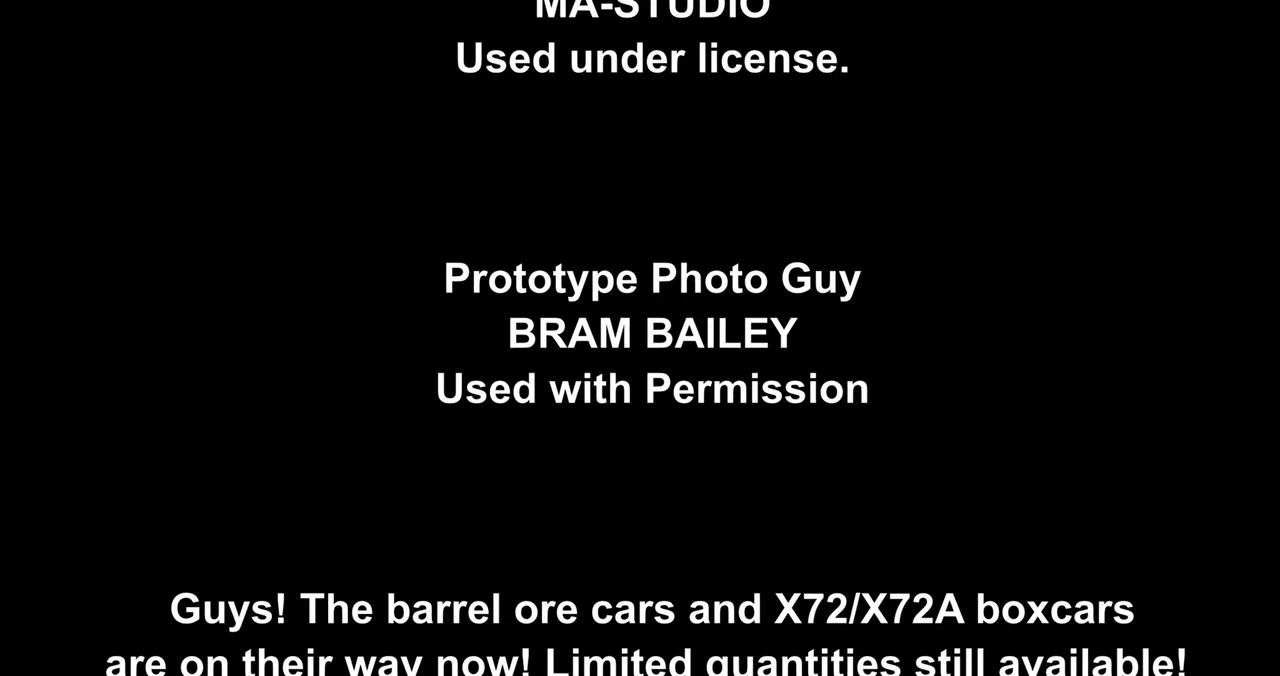 MA-STUDIO
Used under license.
Prototype Photo Guy
BRAM BAILEY
Used with Permission
Guys! The barrel ore cars and X72/X72A boxcars
are on their way now! Limited quantities still available!